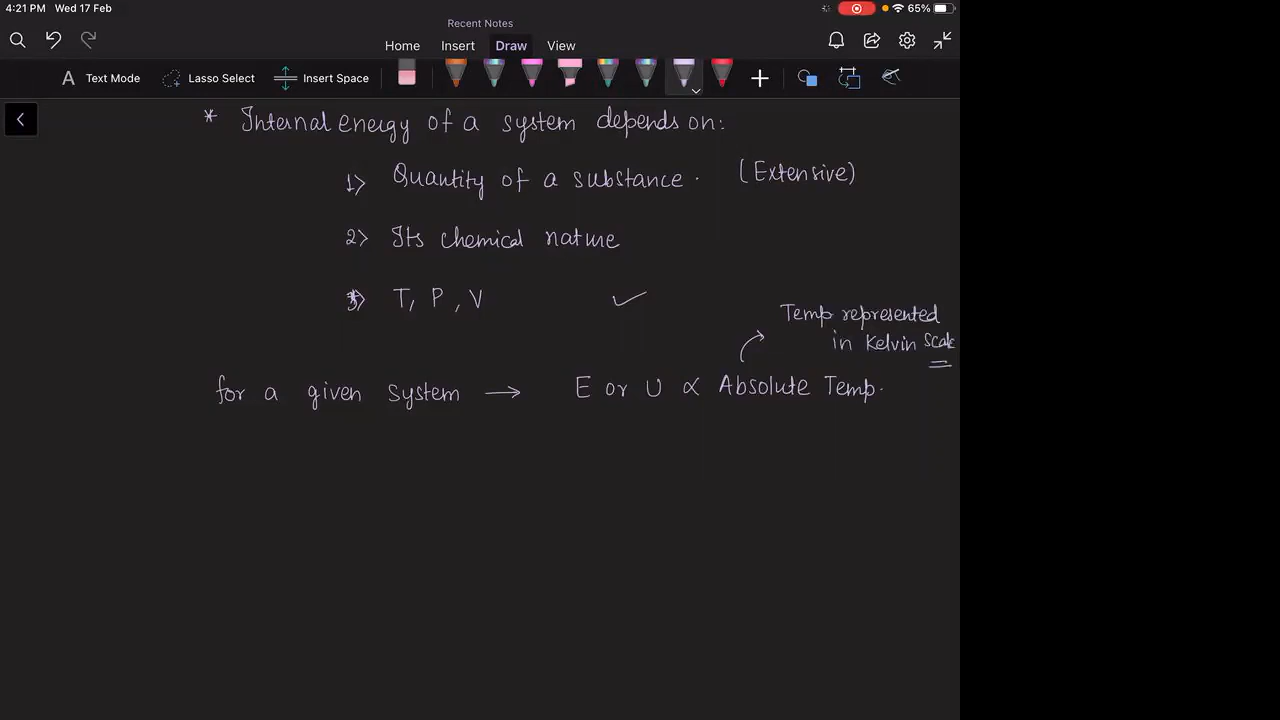 4:21 PM Wed 17 Feb
65%
Recent Notes
Home Insert Draw View
Text Mode Lasso Select Insert Space
* Internal energy of a system depends on:
1> Quantity of a substance. (Extensive)
2> Its chemical nature
3> T, P, V ✓
Temp represented
in Kelvin Scale
for a given system → E or U ∝ Absolute Temp.